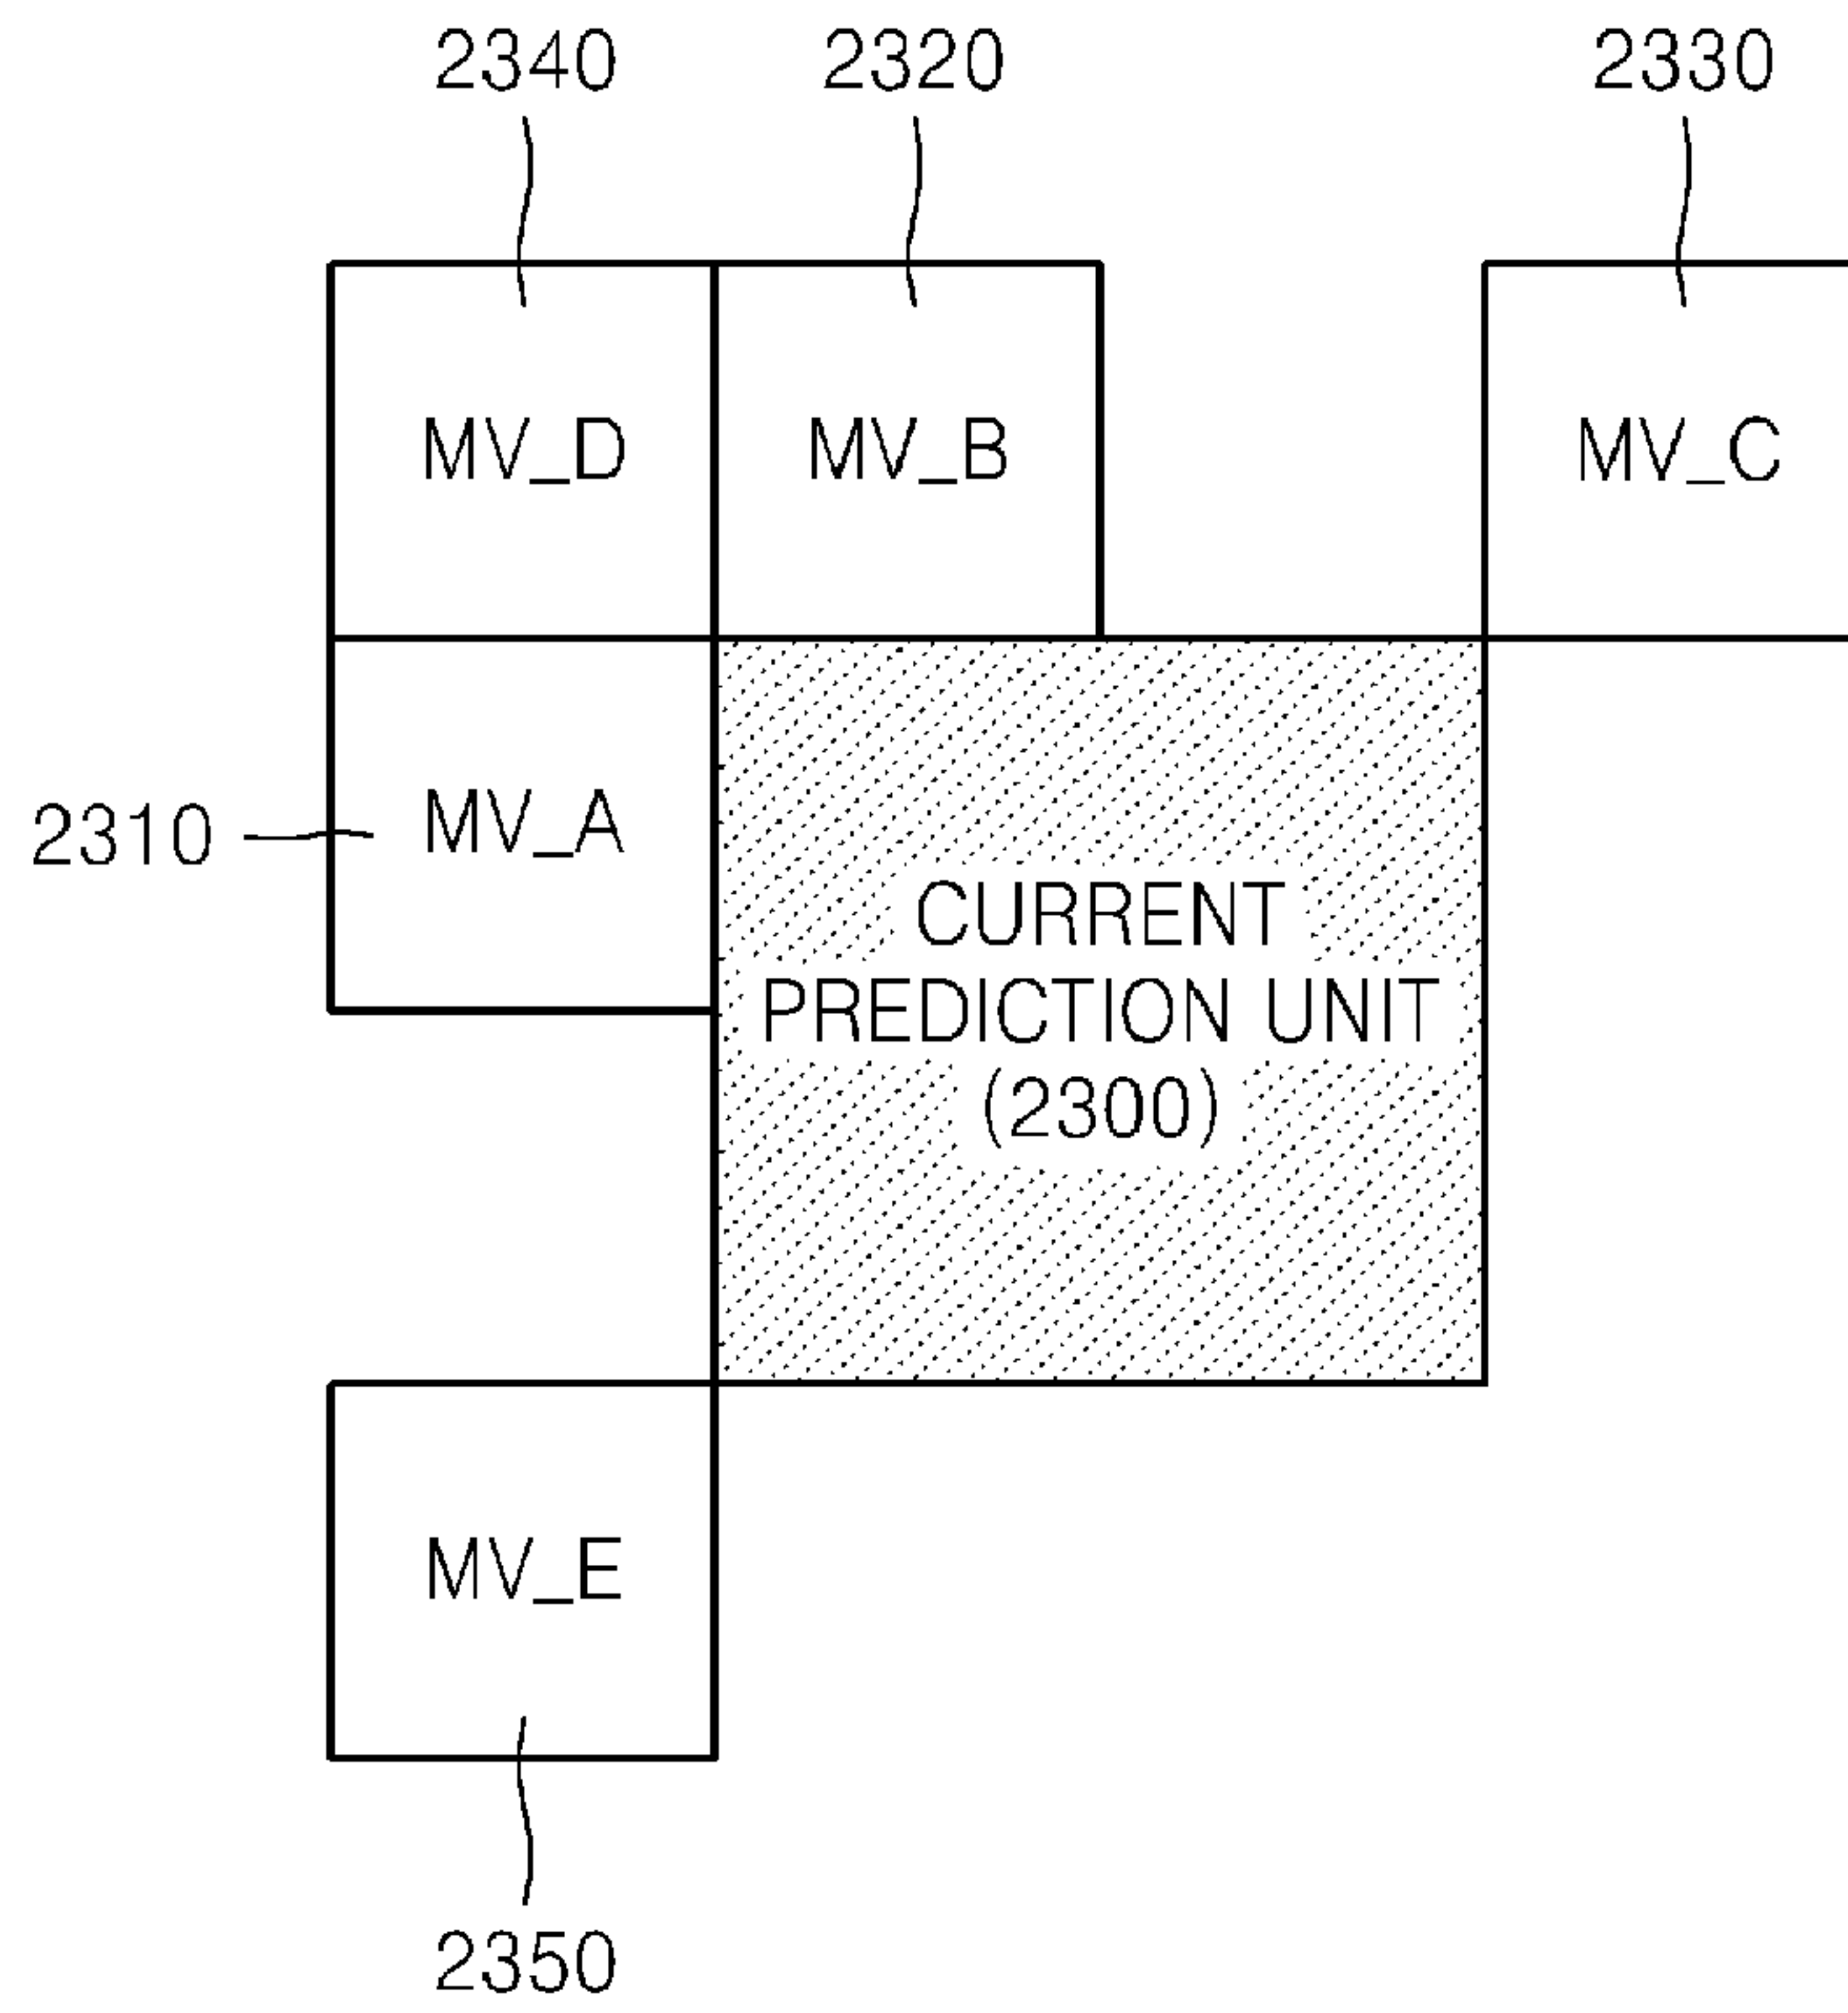 2340
2320
2330
MV_D
MV_B
MV_C
2310
MV_A
CURRENT
PREDICTION UNIT
(2300)
MV_E
2350